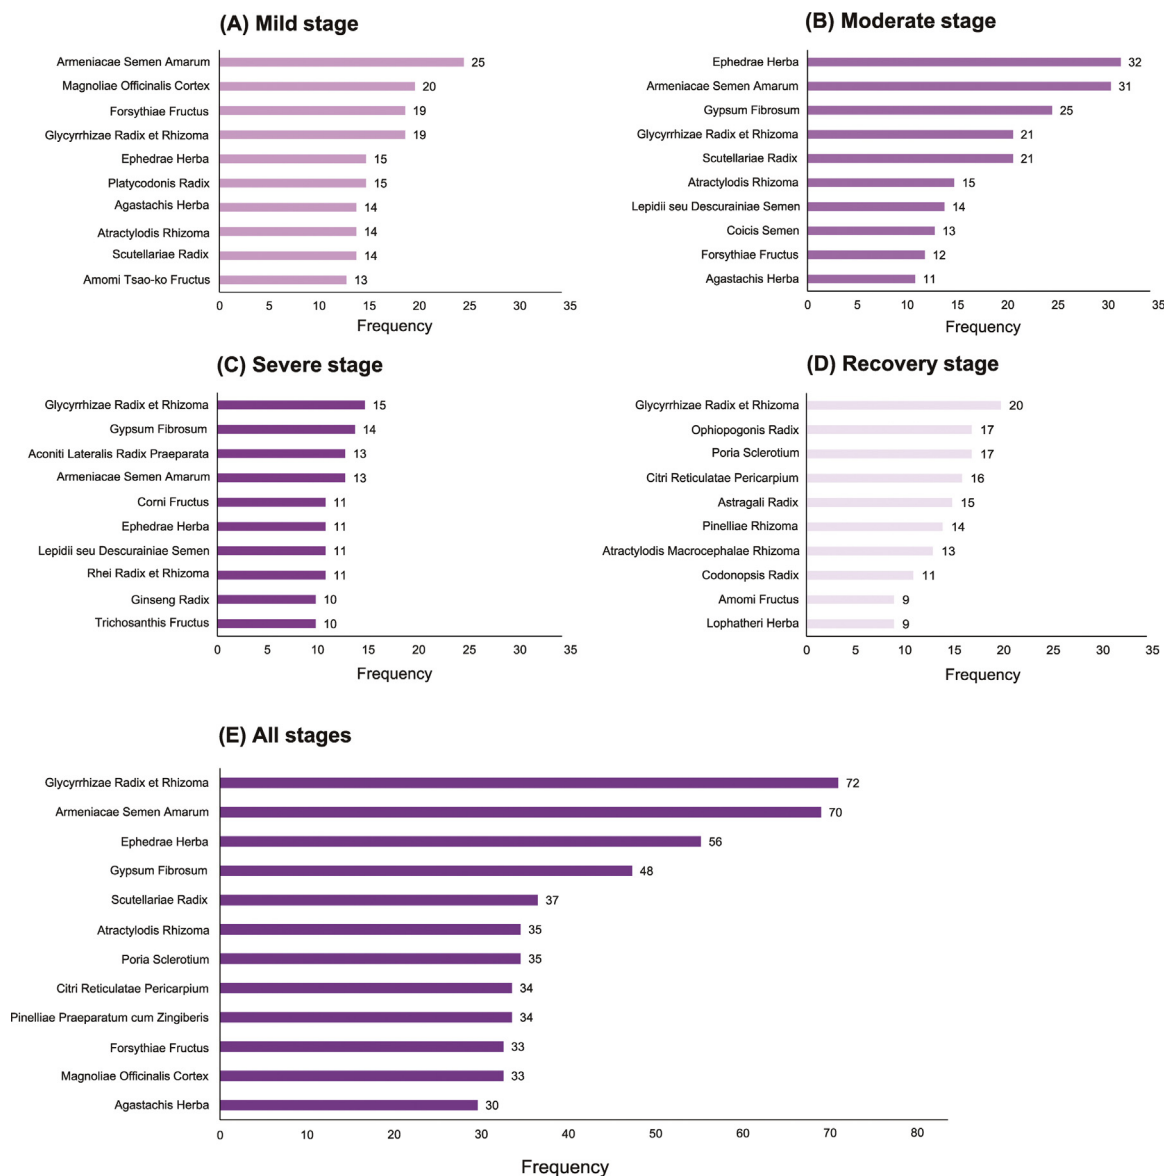 (A) Mild stage
Armeniacae Semen Amarum 25
Magnoliae Officinalis Cortex 20
Forsythiae Fructus 19
Glycyrrhizae Radix et Rhizoma 19
Ephedrae Herba 15
Platycodonis Radix 15
Agastachis Herba 14
Atractylodis Rhizoma 14
Scutellariae Radix 14
Amomi Tsao-ko Fructus 13
0 5 10 15 20 25 30 35
Frequency
(B) Moderate stage
Ephedrae Herba 32
Armeniacae Semen Amarum 31
Gypsum Fibrosum 25
Glycyrrhizae Radix et Rhizoma 21
Scutellariae Radix 21
Atractylodis Rhizoma 15
Lepidii seu Descurainiae Semen 14
Coicis Semen 13
Forsythiae Fructus 12
Agastachis Herba 11
0 5 10 15 20 25 30 35
Frequency
(C) Severe stage
Glycyrrhizae Radix et Rhizoma 15
Gypsum Fibrosum 14
Aconiti Lateralis Radix Praeparata 13
Armeniacae Semen Amarum 13
Corni Fructus 11
Ephedrae Herba 11
Lepidii seu Descurainiae Semen 11
Rhei Radix et Rhizoma 11
Ginseng Radix 10
Trichosanthis Fructus 10
0 5 10 15 20 25 30 35
Frequency
(D) Recovery stage
Glycyrrhizae Radix et Rhizoma 20
Ophiopogonis Radix 17
Poria Sclerotium 17
Citri Reticulatae Pericarpium 16
Astragali Radix 15
Pinelliae Rhizoma 14
Atractylodis Macrocephalae Rhizoma 13
Codonopsis Radix 11
Amomi Fructus 9
Lophatheri Herba 9
0 5 10 15 20 25 30 35
Frequency
(E) All stages
Glycyrrhizae Radix et Rhizoma 72
Armeniacae Semen Amarum 70
Ephedrae Herba 56
Gypsum Fibrosum 48
Scutellariae Radix 37
Atractylodis Rhizoma 35
Poria Sclerotium 35
Citri Reticulatae Pericarpium 34
Pinelliae Praeparatum cum Zingiberis 34
Forsythiae Fructus 33
Magnoliae Officinalis Cortex 33
Agastachis Herba 30
0 10 20 30 40 50 60 70 80
Frequency